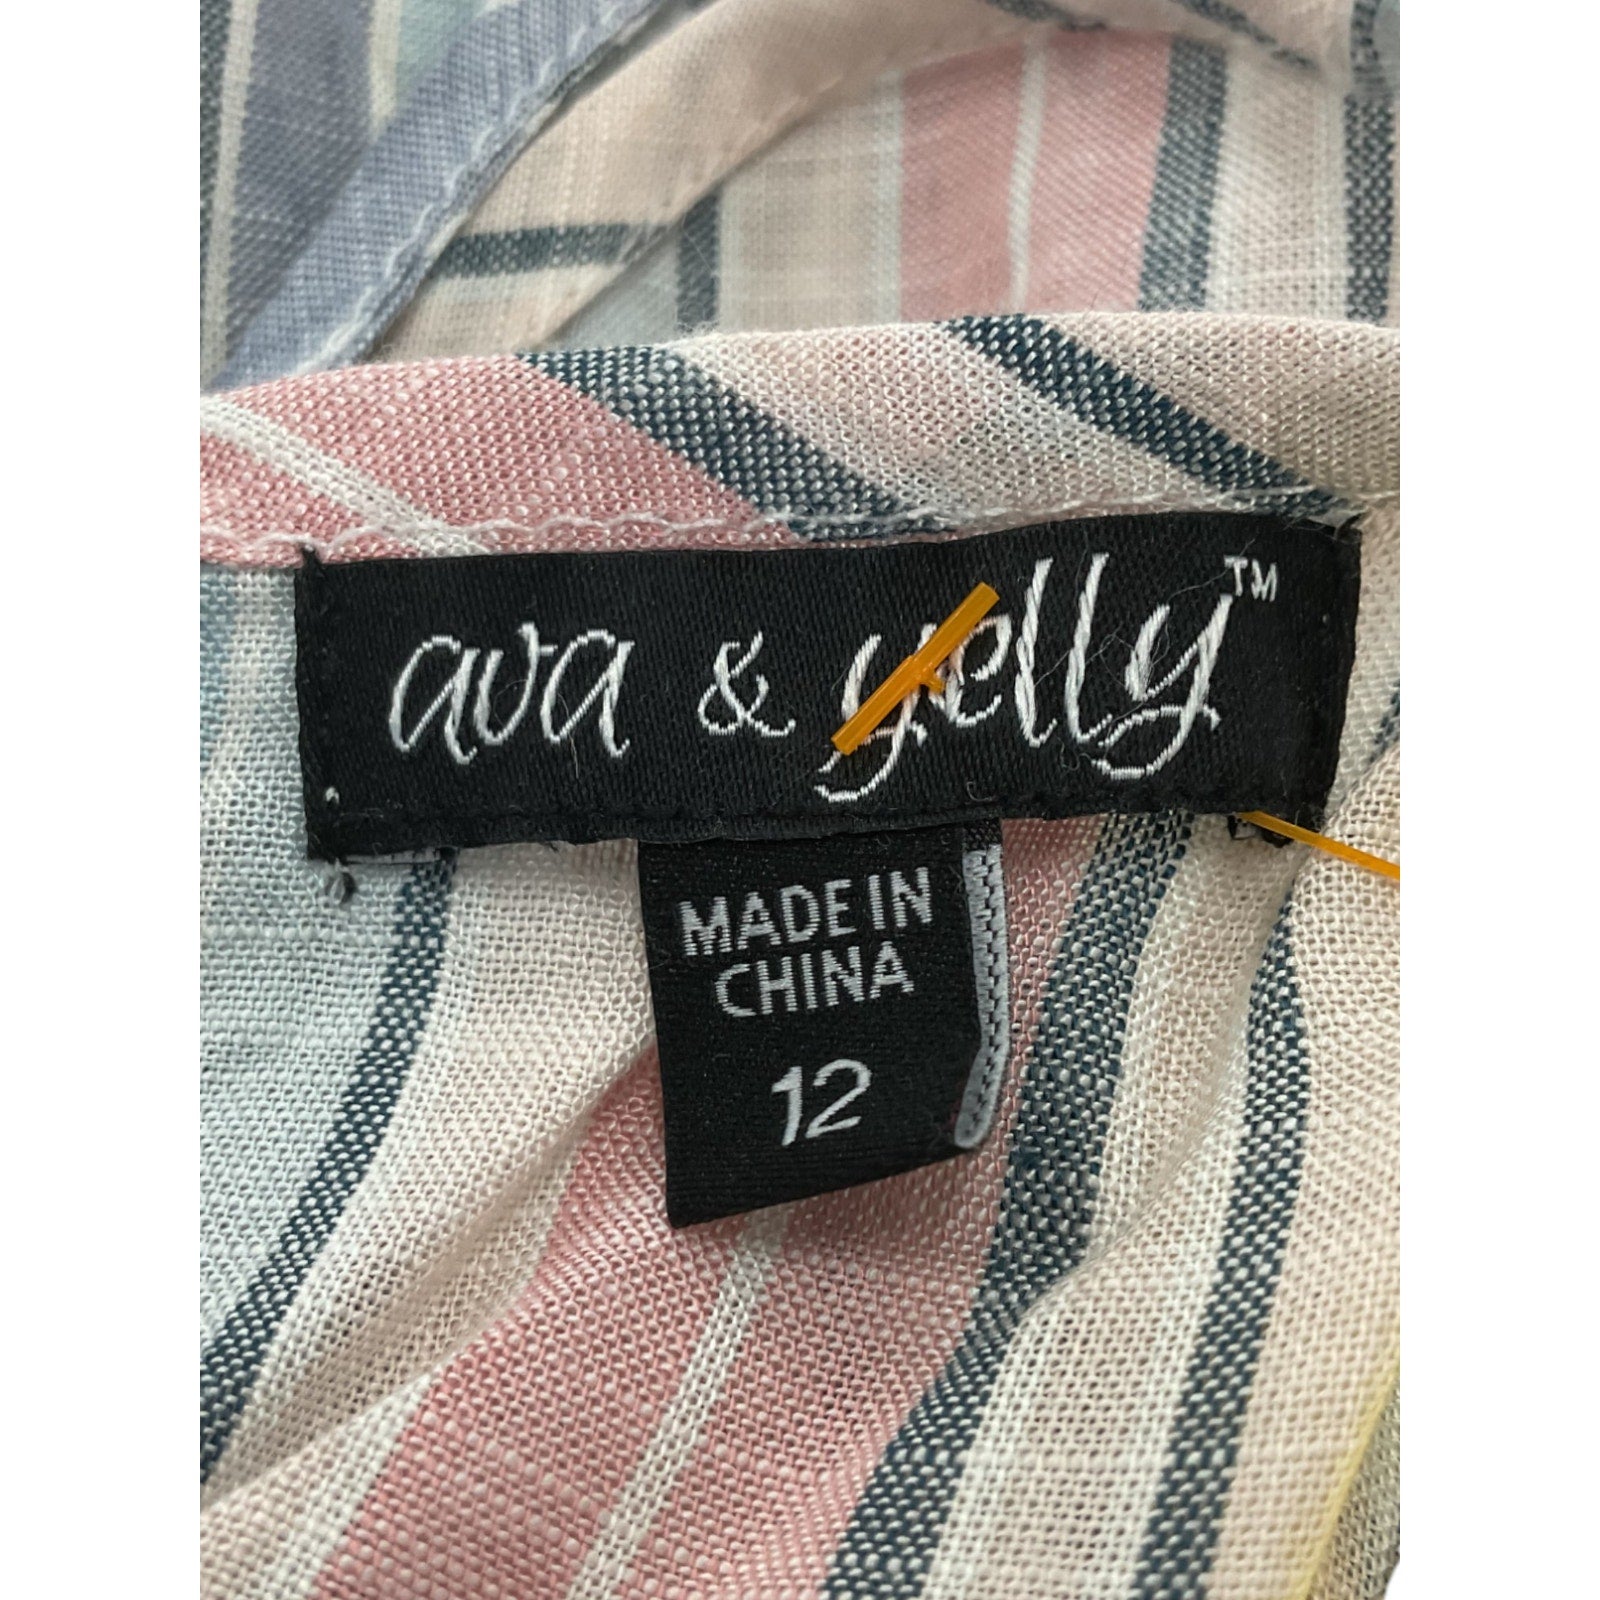 ava & yelly™
MADE IN
CHINA
12